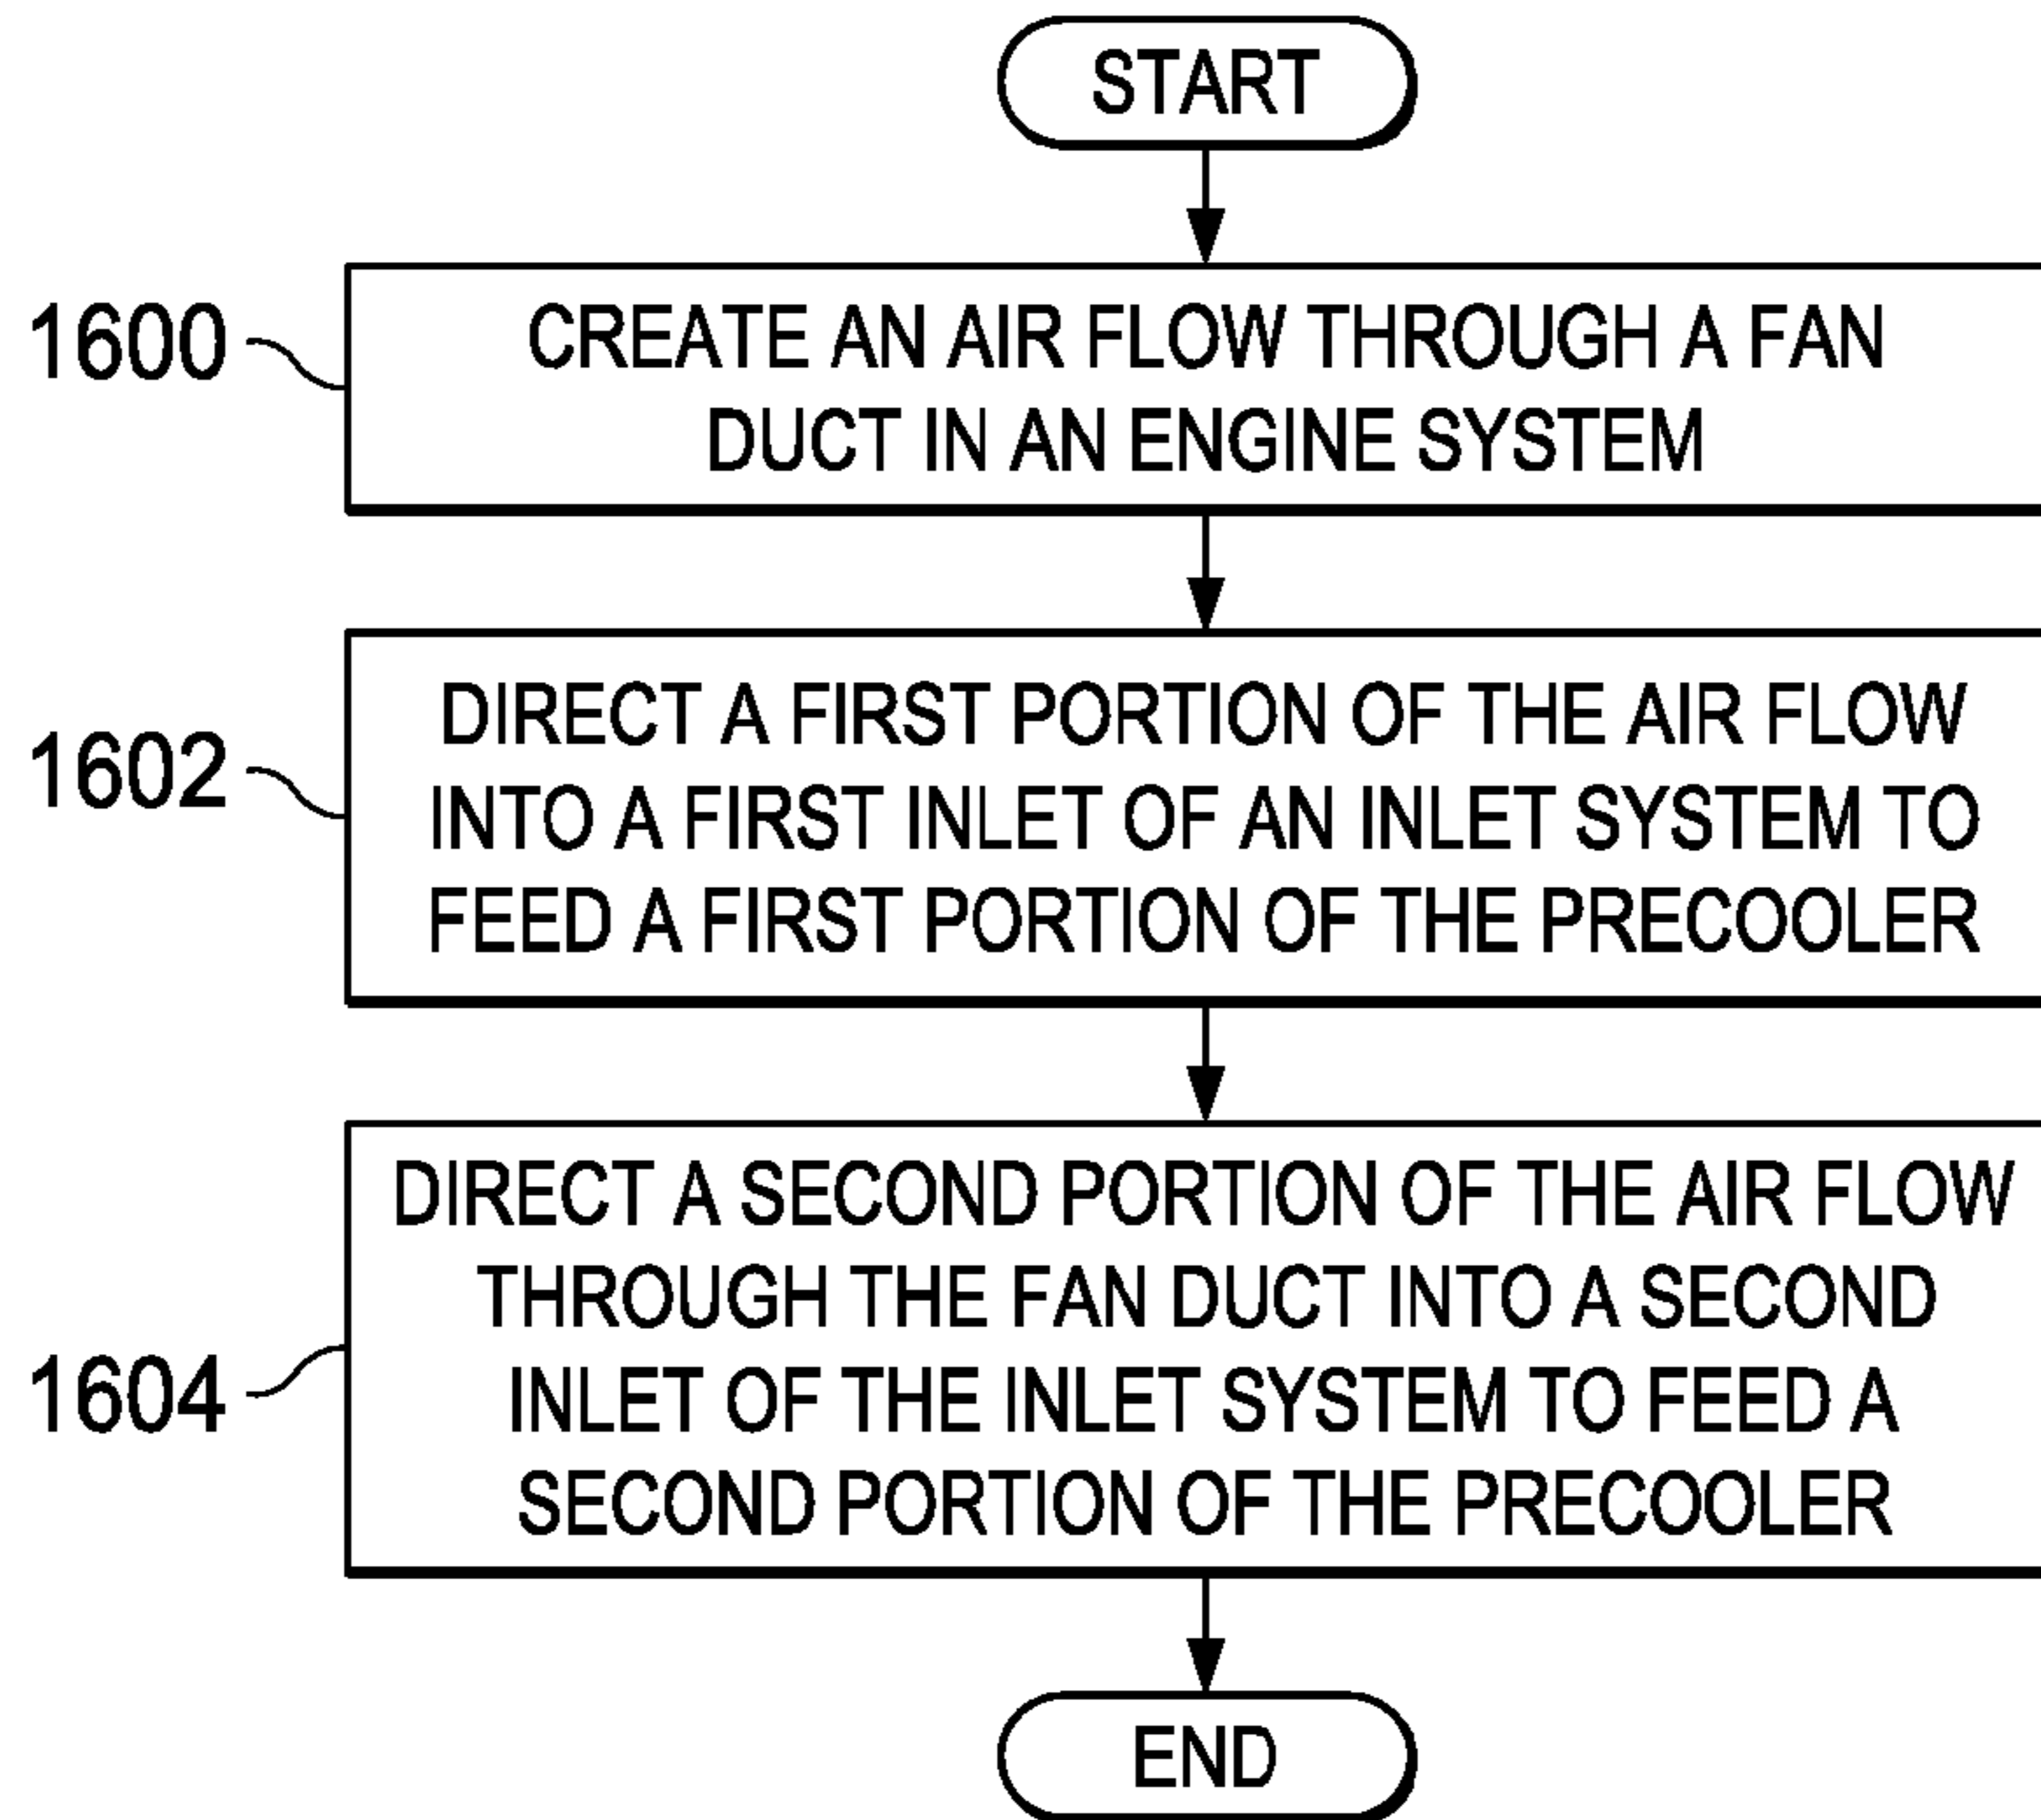 START
1600
CREATE AN AIR FLOW THROUGH A FAN
DUCT IN AN ENGINE SYSTEM
1602
DIRECT A FIRST PORTION OF THE AIR FLOW
INTO A FIRST INLET OF AN INLET SYSTEM TO
FEED A FIRST PORTION OF THE PRECOOLER
1604
DIRECT A SECOND PORTION OF THE AIR FLOW
THROUGH THE FAN DUCT INTO A SECOND
INLET OF THE INLET SYSTEM TO FEED A
SECOND PORTION OF THE PRECOOLER
END